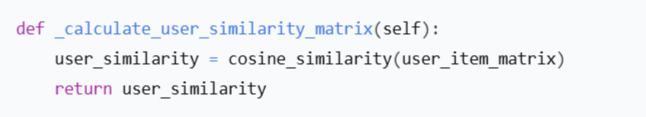 def _calculate_user_similarity_matrix(self):
    user_similarity = cosine_similarity(user_item_matrix)
    return user_similarity